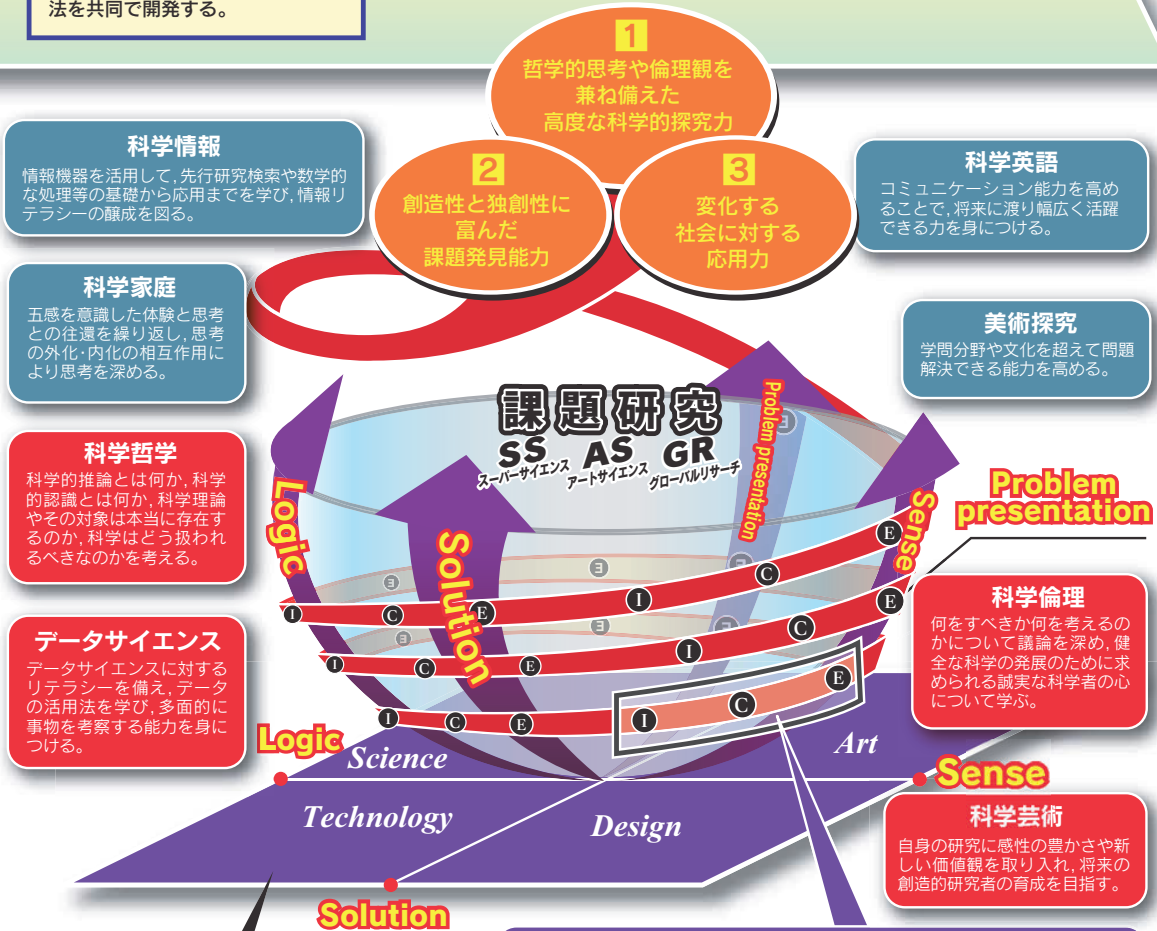 法を共同で開発する。
1
哲学的思考や倫理観を
兼ね備えた
高度な科学的探究力
2
創造性と独創性に
富んだ
課題発見能力
3
変化する
社会に対する
応用力
科学情報
情報機器を活用して,先行研究検索や数学的
な処理等の基礎から応用までを学び,情報リ
テラシーの醸成を図る。
科学家庭
五感を意識した体験と思考
との往還を繰り返し,思考
の外化・内化の相互作用に
より思考を深める。
科学哲学
科学的推論とは何か,科学
的認識とは何か,科学理論
やその対象は本当に存在す
るのか,科学はどう扱われ
るべきなのかを考える。
データサイエンス
データサイエンスに対する
リテラシーを備え,データ
の活用法を学び,多面的に
事物を考察する能力を身に
つける。
科学英語
コミュニケーション能力を高め
ることで,将来に渡り幅広く活躍
できる力を身につける。
美術探究
学問分野や文化を超えて問題
解決できる能力を高める。
課題研究
SS AS GR
スーパーサイエンス アートサイエンス グローバルリサーチ
Logic
Solution
Problem presentation
Sense
Problem
presentation
E
E
E
I C E I C E
E
E
E
I C E I C E
I C E I C E
科学倫理
何をすべきか何を考えるの
かについて議論を深め,健
全な科学の発展のために求
められる誠実な科学者の心
について学ぶ。
Logic
Science
Art
Sense
Technology
Design
Solution
科学芸術
自身の研究に感性の豊かさや新
しい価値観を取り入れ,将来の
創造的研究者の育成を目指す。